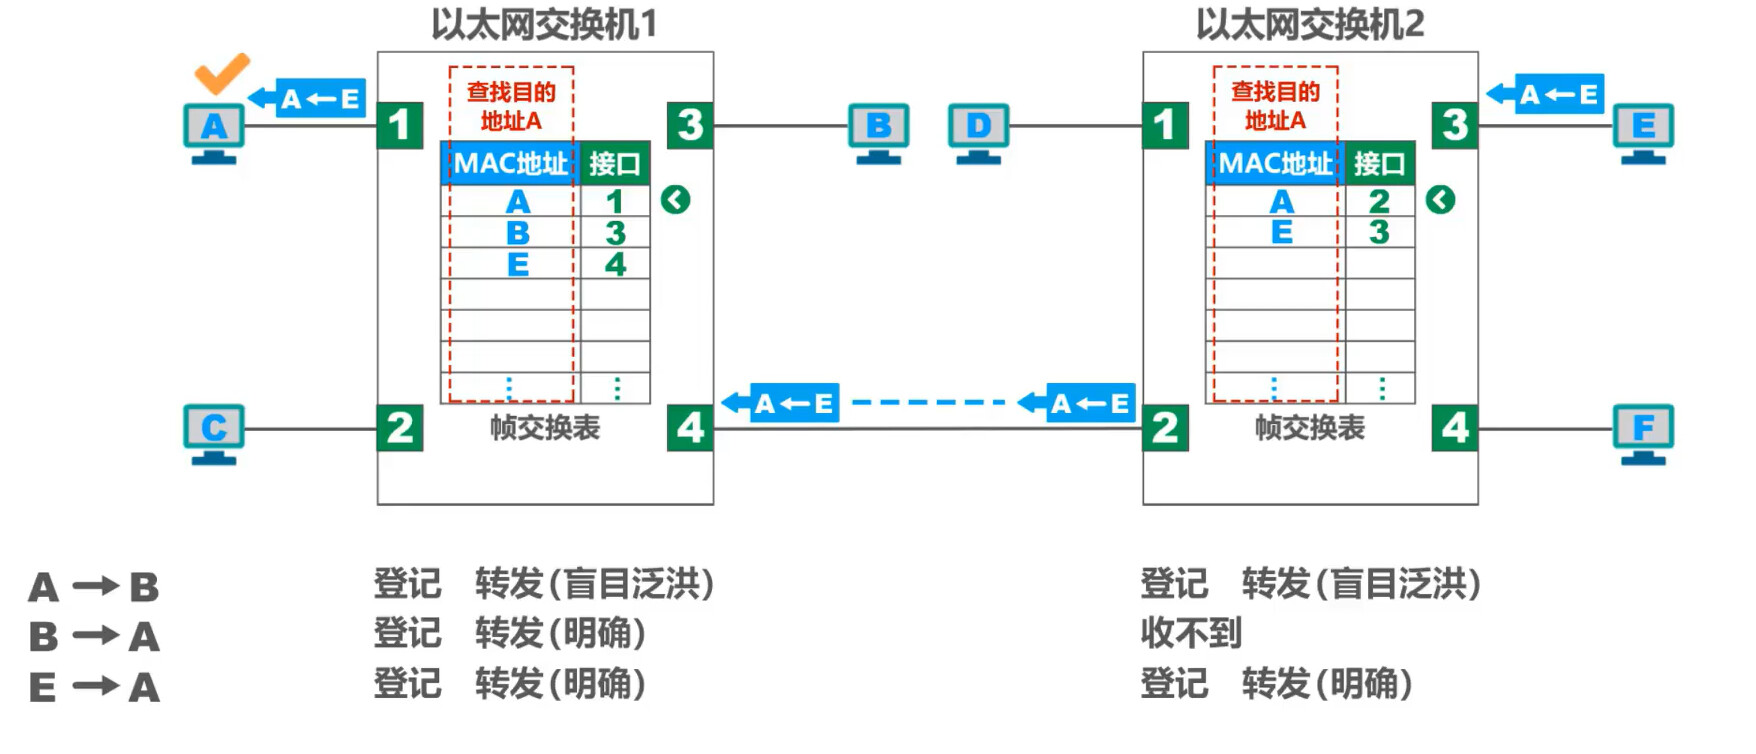 以太网交换机1
以太网交换机2
A←E
查找目的
地址A
查找目的
地址A
A←E
A
1
3
B
D
1
3
E
MAC地址 接口
A 1
B 3
E 4
⋮ ⋮
MAC地址 接口
A 2
E 3
⋮ ⋮
A←E
A←E
C
2
帧交换表
4
2
帧交换表
4
F
A→B 登记 转发(盲目泛洪) 登记 转发(盲目泛洪)
B→A 登记 转发(明确) 收不到
E→A 登记 转发(明确) 登记 转发(明确)